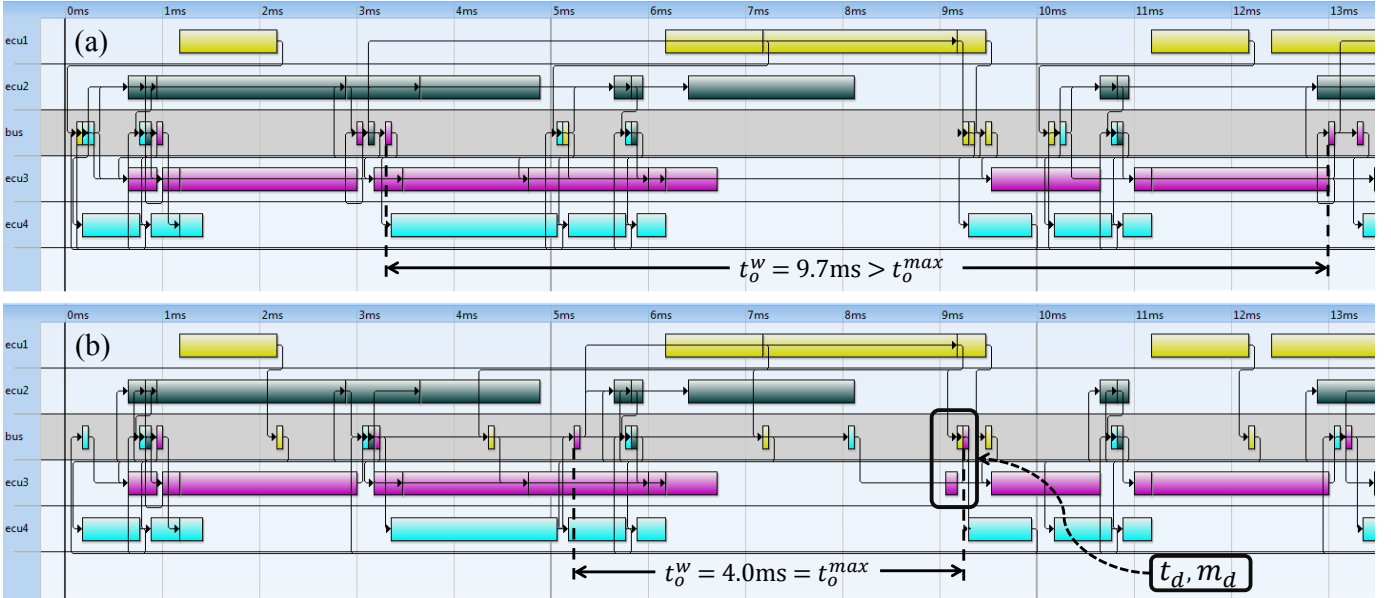 0ms 1ms 2ms 3ms 4ms 5ms 6ms 7ms 8ms 9ms 10ms 11ms 12ms 13ms
(a)
ecu1
ecu2
bus
ecu3
ecu4
t_o^w = 9.7ms > t_o^max
0ms 1ms 2ms 3ms 4ms 5ms 6ms 7ms 8ms 9ms 10ms 11ms 12ms 13ms
(b)
ecu1
ecu2
bus
ecu3
ecu4
t_o^w = 4.0ms = t_o^max
t_d, m_d